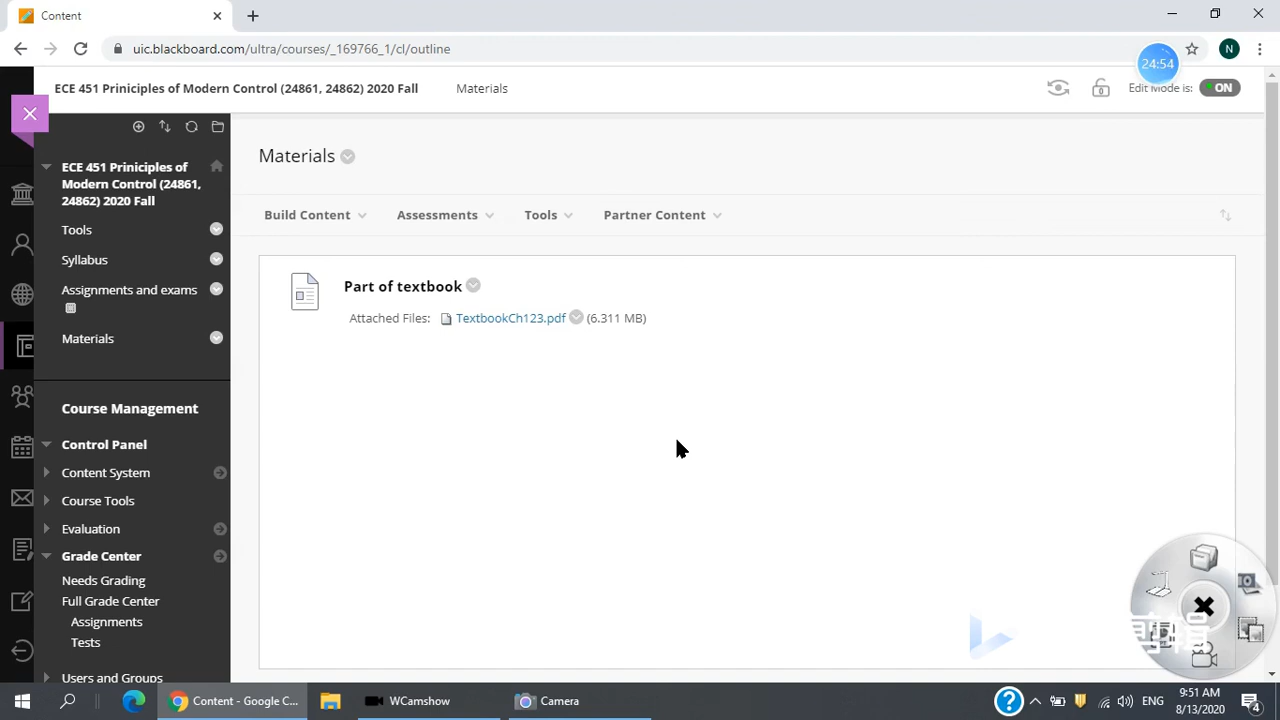 Content
uic.blackboard.com/ultra/courses/_169766_1/cl/outline
N
24:54
ECE 451 Priniciples of Modern Control (24861, 24862) 2020 Fall
Materials
Edit Mode is:
ON
ECE 451 Priniciples of
Modern Control (24861,
24862) 2020 Fall
Tools
Syllabus
Assignments and exams
Materials
Course Management
Control Panel
Content System
Course Tools
Evaluation
Grade Center
Needs Grading
Full Grade Center
Assignments
Tests
Users and Groups
Materials
Build Content
Assessments
Tools
Partner Content
Part of textbook
Attached Files: TextbookCh123.pdf (6.311 MB)
Content - Google C...
WCamshow
Camera
ENG
9:51 AM
8/13/2020
4